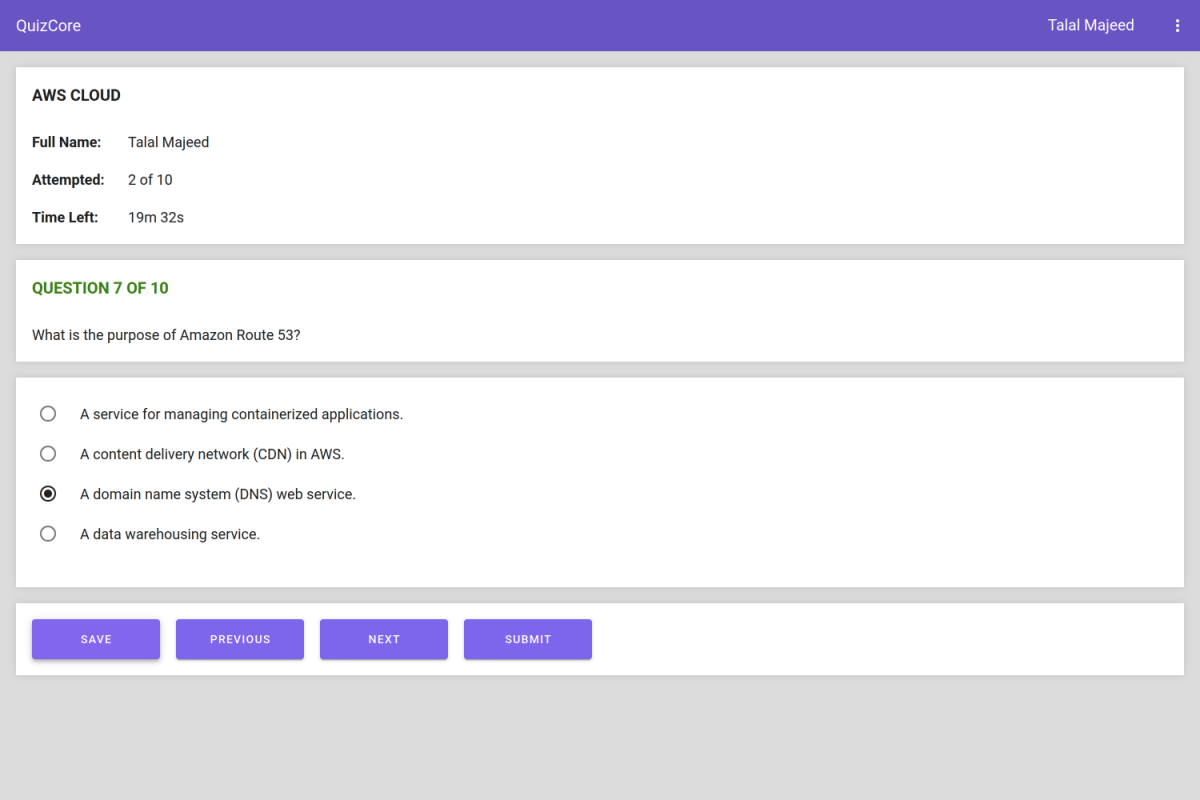 QuizCore
Talal Majeed
AWS CLOUD
Full Name: Talal Majeed
Attempted: 2 of 10
Time Left: 19m 32s
QUESTION 7 OF 10
What is the purpose of Amazon Route 53?
A service for managing containerized applications.
A content delivery network (CDN) in AWS.
A domain name system (DNS) web service.
A data warehousing service.
SAVE PREVIOUS NEXT SUBMIT